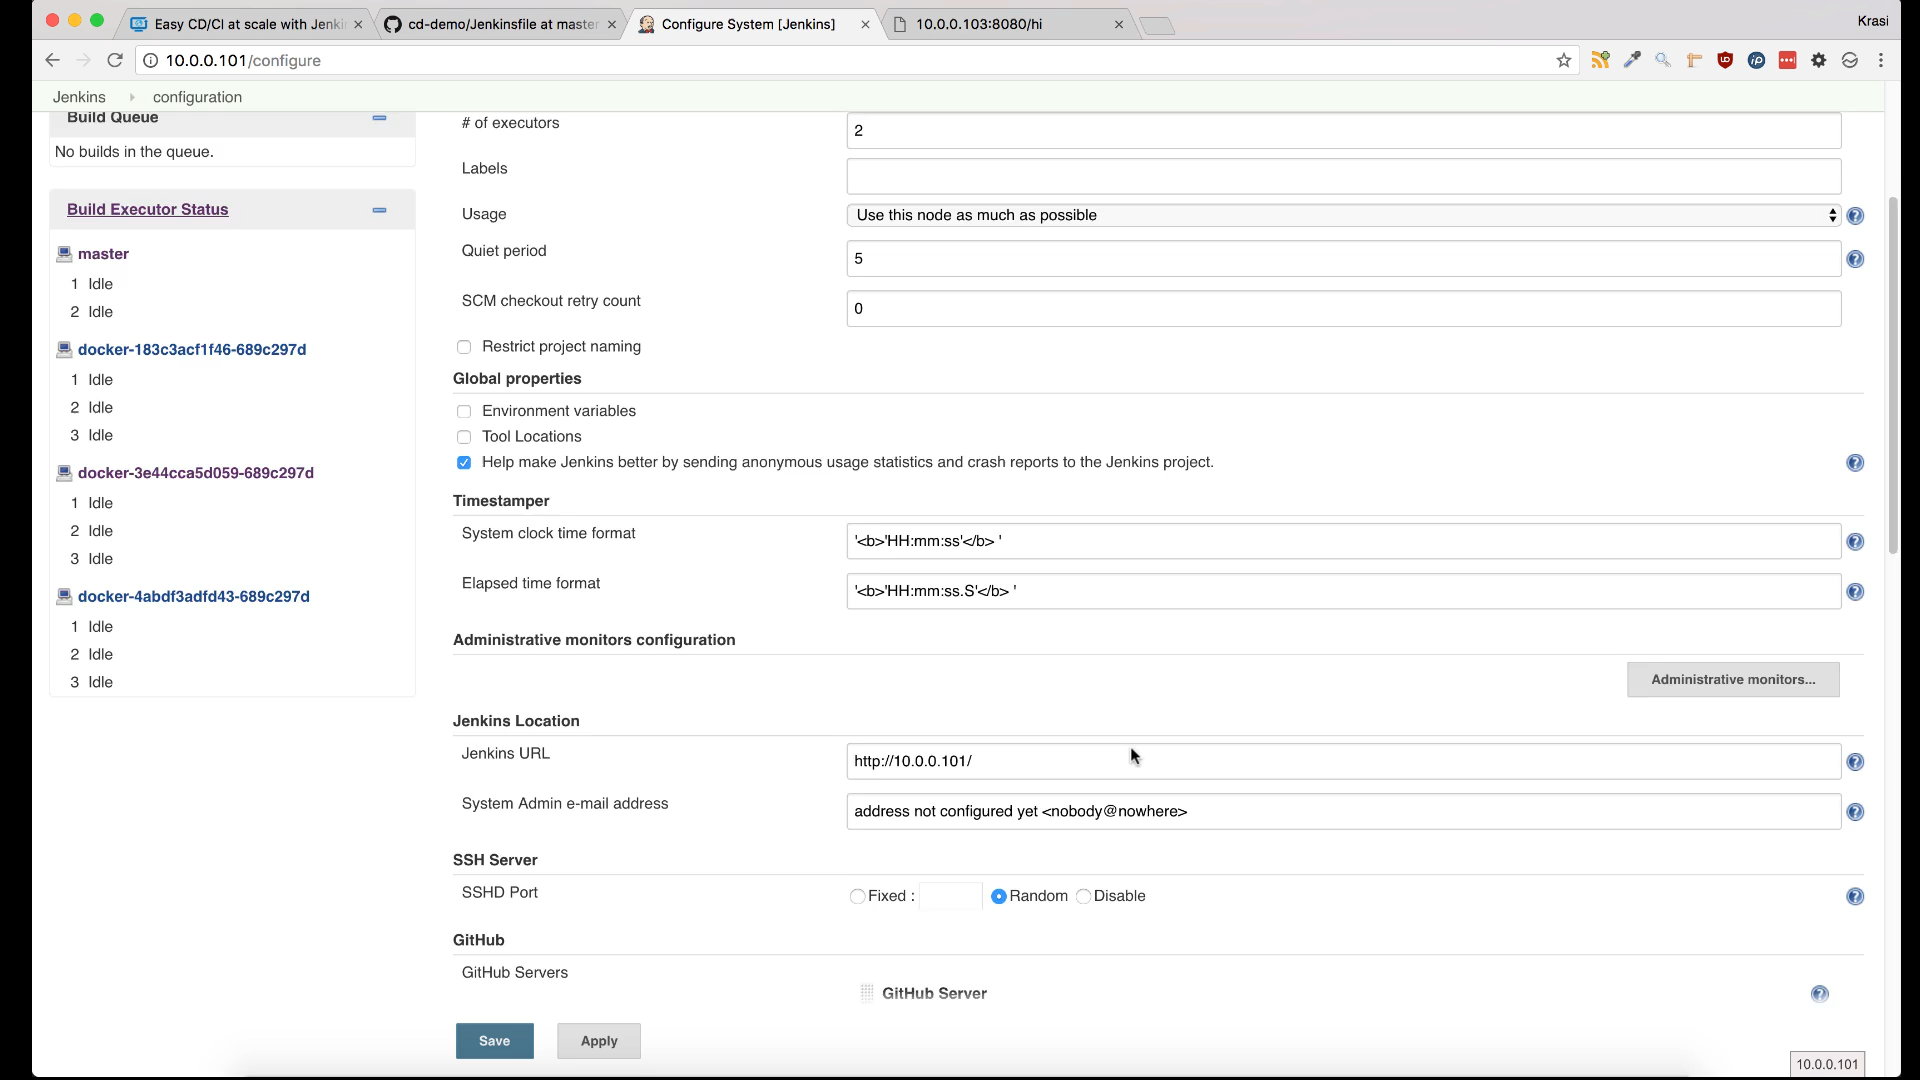 Easy CD/CI at scale with Jenki
cd-demo/Jenkinsfile at master
Configure System [Jenkins]
10.0.0.103:8080/hi
Krasi
10.0.0.101/configure
Jenkins
configuration
Build Queue
No builds in the queue.
Build Executor Status
master
1 Idle
2 Idle
docker-183c3acf1f46-689c297d
1 Idle
2 Idle
3 Idle
docker-3e44cca5d059-689c297d
1 Idle
2 Idle
3 Idle
docker-4abdf3adfd43-689c297d
1 Idle
2 Idle
3 Idle
# of executors
2
Labels
Usage
Use this node as much as possible
Quiet period
5
SCM checkout retry count
0
Restrict project naming
Global properties
Environment variables
Tool Locations
Help make Jenkins better by sending anonymous usage statistics and crash reports to the Jenkins project.
Timestamper
System clock time format
'<b>'HH:mm:ss'</b> '
Elapsed time format
'<b>'HH:mm:ss.S'</b> '
Administrative monitors configuration
Administrative monitors...
Jenkins Location
Jenkins URL
http://10.0.0.101/
System Admin e-mail address
address not configured yet <nobody@nowhere>
SSH Server
SSHD Port
Fixed :
Random
Disable
GitHub
GitHub Servers
GitHub Server
Save
Apply
10.0.0.101